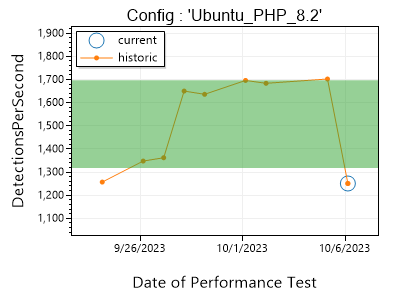 Config : 'Ubuntu_PHP_8.2'
current
historic
1,900
1,800
1,700
1,600
1,500
1,400
1,300
1,200
1,100
DetectionsPerSecond
9/26/2023
10/1/2023
10/6/2023
Date of Performance Test